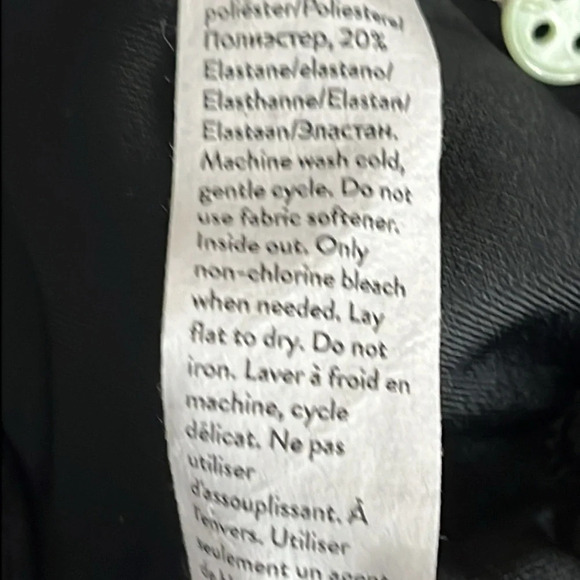 poliéster/Poliestere/
Полиэстер, 20%
Elastane/elastano/
Elasthanne/Elastan/
Elastaan/Эластан.
Machine wash cold,
gentle cycle. Do not
use fabric softener.
Inside out. Only
non-chlorine bleach
when needed. Lay
flat to dry. Do not
iron. Laver à froid en
machine, cycle
délicat. Ne pas
utiliser
d'assouplissant. À
l'envers. Utiliser
seulement un agent